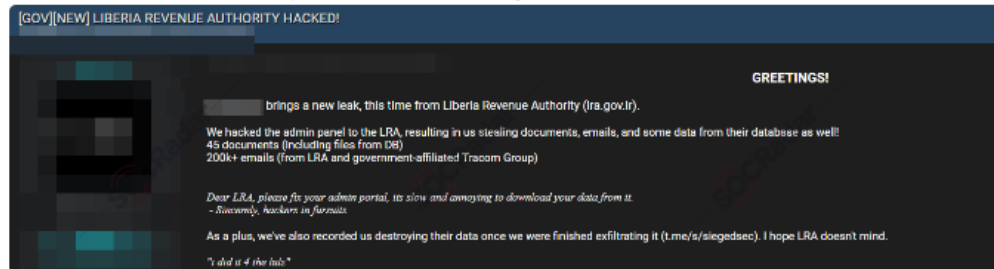 [GOV][NEW] LIBERIA REVENUE AUTHORITY HACKED!
GREETINGS!
brings a new leak, this time from Liberia Revenue Authority (lra.gov.lr).
We hacked the admin panel to the LRA, resulting in us stealing documents, emails, and some data from their database as well!
45 documents (including files from DB)
200k+ emails (from LRA and government-affiliated Tracom Group)
Dear LRA, please fix your admin portal, its slow and annoying to download your data from it.
- Sincerely, hackers in fursuits
As a plus, we've also recorded us destroying their data once we were finished exfiltrating it (t.me/s/siegedsec). I hope LRA doesn't mind.
"i did it 4 the lulz"
SOCRadar
SOCRadar